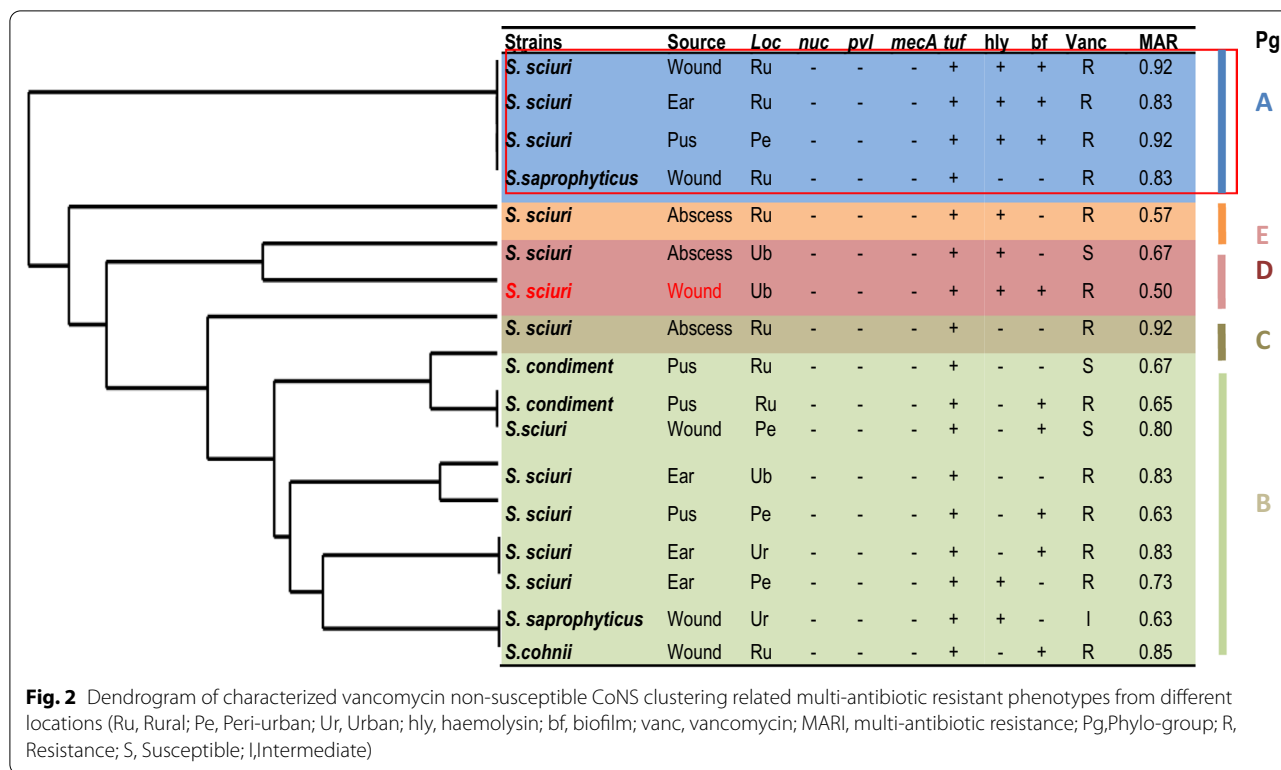 Strains Source Loc nuc pvl mecA tuf hly bf Vanc MAR Pg
S. sciuri Wound Ru - - - + + + R 0.92
A
S. sciuri Ear Ru - - - + + + R 0.83
S. sciuri Pus Pe - - - + + + R 0.92
S.saprophyticus Wound Ru - - - + - - R 0.83
S. sciuri Abscess Ru - - - + + - R 0.57
E
S. sciuri Abscess Ub - - - + + - S 0.67
D
S. sciuri Wound Ub - - - + + + R 0.50
S. sciuri Abscess Ru - - - + - - R 0.92
C
S. condiment Pus Ru - - - + - - S 0.67
S. condiment Pus Ru - - - + - + R 0.65
S.sciuri Wound Pe - - - + - + S 0.80
S. sciuri Ear Ub - - - + - - R 0.83
B
S. sciuri Pus Pe - - - + - + R 0.63
S. sciuri Ear Ur - - - + - + R 0.83
S. sciuri Ear Pe - - - + + - R 0.73
S. saprophyticus Wound Ur - - - + + - I 0.63
S.cohnii Wound Ru - - - + - + R 0.85
Fig. 2 Dendrogram of characterized vancomycin non-susceptible CoNS clustering related multi-antibiotic resistant phenotypes from different
locations (Ru, Rural; Pe, Peri-urban; Ur, Urban; hly, haemolysin; bf, biofilm; vanc, vancomycin; MARI, multi-antibiotic resistance; Pg,Phylo-group; R,
Resistance; S, Susceptible; I,Intermediate)